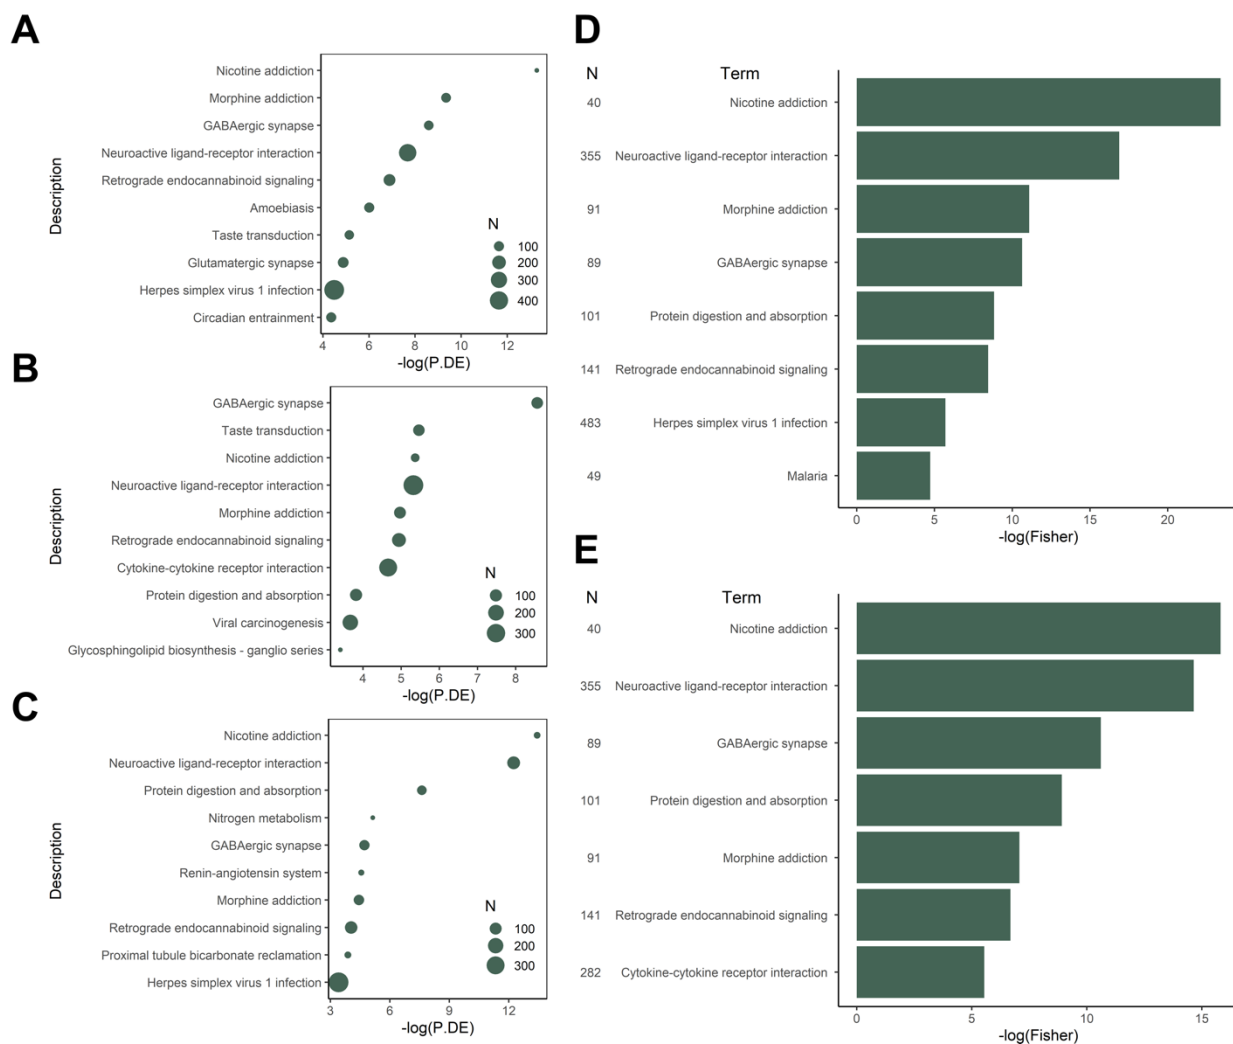 A
Description
Nicotine addiction
Morphine addiction
GABAergic synapse
Neuroactive ligand-receptor interaction
Retrograde endocannabinoid signaling
Amoebiasis
Taste transduction
Glutamatergic synapse
Herpes simplex virus 1 infection
Circadian entrainment
N
100
200
300
400
4 6 8 10 12
-log(P.DE)
B
Description
GABAergic synapse
Taste transduction
Nicotine addiction
Neuroactive ligand-receptor interaction
Morphine addiction
Retrograde endocannabinoid signaling
Cytokine-cytokine receptor interaction
Protein digestion and absorption
Viral carcinogenesis
Glycosphingolipid biosynthesis - ganglio series
N
100
200
300
4 5 6 7 8
-log(P.DE)
C
Description
Nicotine addiction
Neuroactive ligand-receptor interaction
Protein digestion and absorption
Nitrogen metabolism
GABAergic synapse
Renin-angiotensin system
Morphine addiction
Retrograde endocannabinoid signaling
Proximal tubule bicarbonate reclamation
Herpes simplex virus 1 infection
N
100
200
300
3 6 9 12
-log(P.DE)
D
N Term
40 Nicotine addiction
355 Neuroactive ligand-receptor interaction
91 Morphine addiction
89 GABAergic synapse
101 Protein digestion and absorption
141 Retrograde endocannabinoid signaling
483 Herpes simplex virus 1 infection
49 Malaria
0 5 10 15 20
-log(Fisher)
E
N Term
40 Nicotine addiction
355 Neuroactive ligand-receptor interaction
89 GABAergic synapse
101 Protein digestion and absorption
91 Morphine addiction
141 Retrograde endocannabinoid signaling
282 Cytokine-cytokine receptor interaction
0 5 10 15
-log(Fisher)